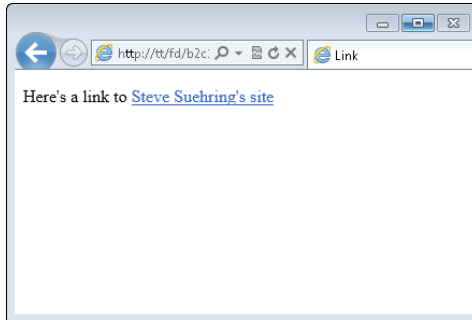 http://tt/fd/b2c:
Link
Here's a link to Steve Suehring's site